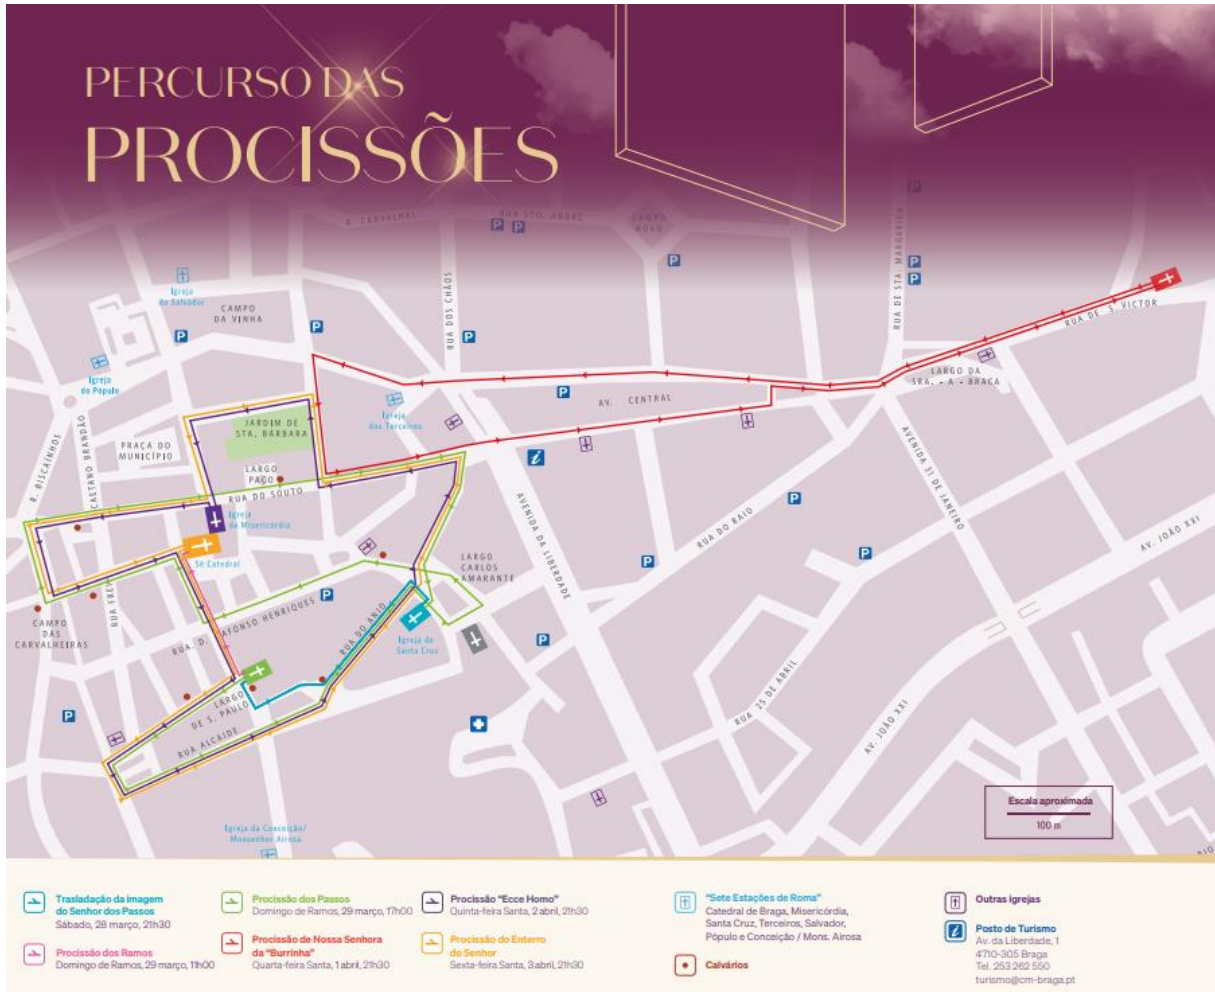 PERCURSO DAS
PROCISSÕES
R. CARVALHAL
RUA STO. ANDRÉ
CAMPO
NOVO
P
P
P
P
P
P
RUA DE STA. MARGARIDA
RUA DOS CHÃOS
Igreja
do Salvador
CAMPO
DA VINHA
P
P
P
RUA DE S. VICTOR
Igreja
do Pópulo
LARGO DA
SRA. - A - BRACA
P
AV. CENTRAL
Igreja
dos Terceiros
JARDIM DE
STA. BÁRBARA
PRAÇA DO
MUNICÍPIO
R. BISCAINHOS
CAETANO BRANDÃO
LARGO
PAÇO
RUA DO SOUTO
i
AVENIDA 31 DE JANEIRO
AVENIDA DA LIBERDADE
P
RUA DO RAIO
AV. JOÃO XXI
Igreja
da Misericórdia
Sé Catedral
P
P
LARGO
CARLOS
AMARANTE
RUA FREI
CAMPO
DAS
CARVALHEIRAS
P
RUA. D. AFONSO HENRIQUES
RUA DO ANJO
Igreja de
Santa Cruz
P
LARGO
DE S. PAULO
P
RUA ALCAIDE
RUA 25 DE ABRIL
AV. JOÃO XXI
Igreja da Conceição/
Monsenhor Airosa
Escala aproximada
100 m
Trasladação da imagem
do Senhor dos Passos
Sábado, 28 março, 21h30
Procissão dos Ramos
Domingo de Ramos, 29 março, 11h00
Procissão dos Passos
Domingo de Ramos, 29 março, 17h00
Procissão de Nossa Senhora
da "Burrinha"
Quarta-feira Santa, 1 abril, 21h30
Procissão "Ecce Homo"
Quinta-feira Santa, 2 abril, 21h30
Procissão do Enterro
do Senhor
Sexta-feira Santa, 3 abril, 21h30
"Sete Estações de Roma"
Catedral de Braga, Misericórdia,
Santa Cruz, Terceiros, Salvador,
Pópulo e Conceição / Mons. Airosa
Calvários
Outras Igrejas
i
Posto de Turismo
Av. da Liberdade, 1
4710-305 Braga
Tel. 253 262 550
turismo@cm-braga.pt